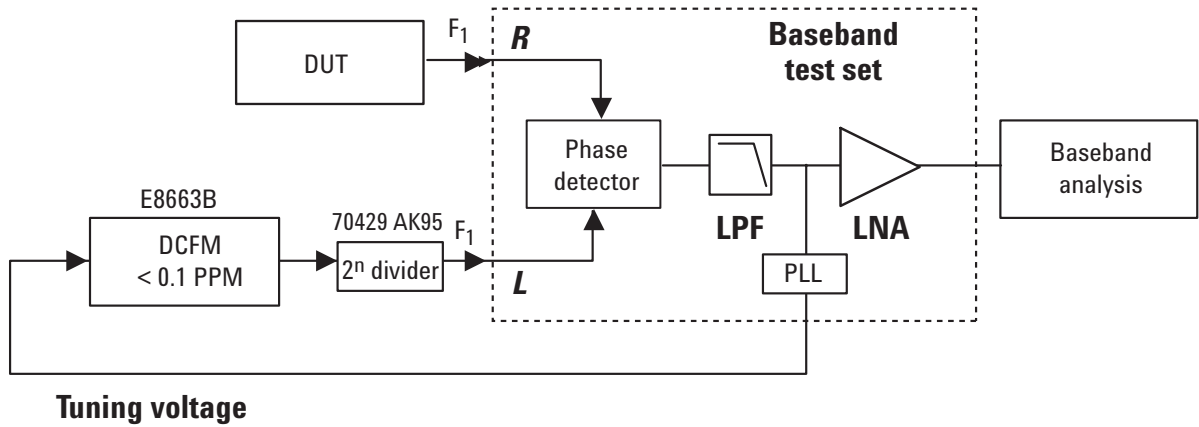 DUT
F₁
R
Baseband
test set
Phase
detector
LPF
LNA
Baseband
analysis
E8663B
DCFM
< 0.1 PPM
70429 AK95
2ⁿ divider
F₁
L
PLL
Tuning voltage